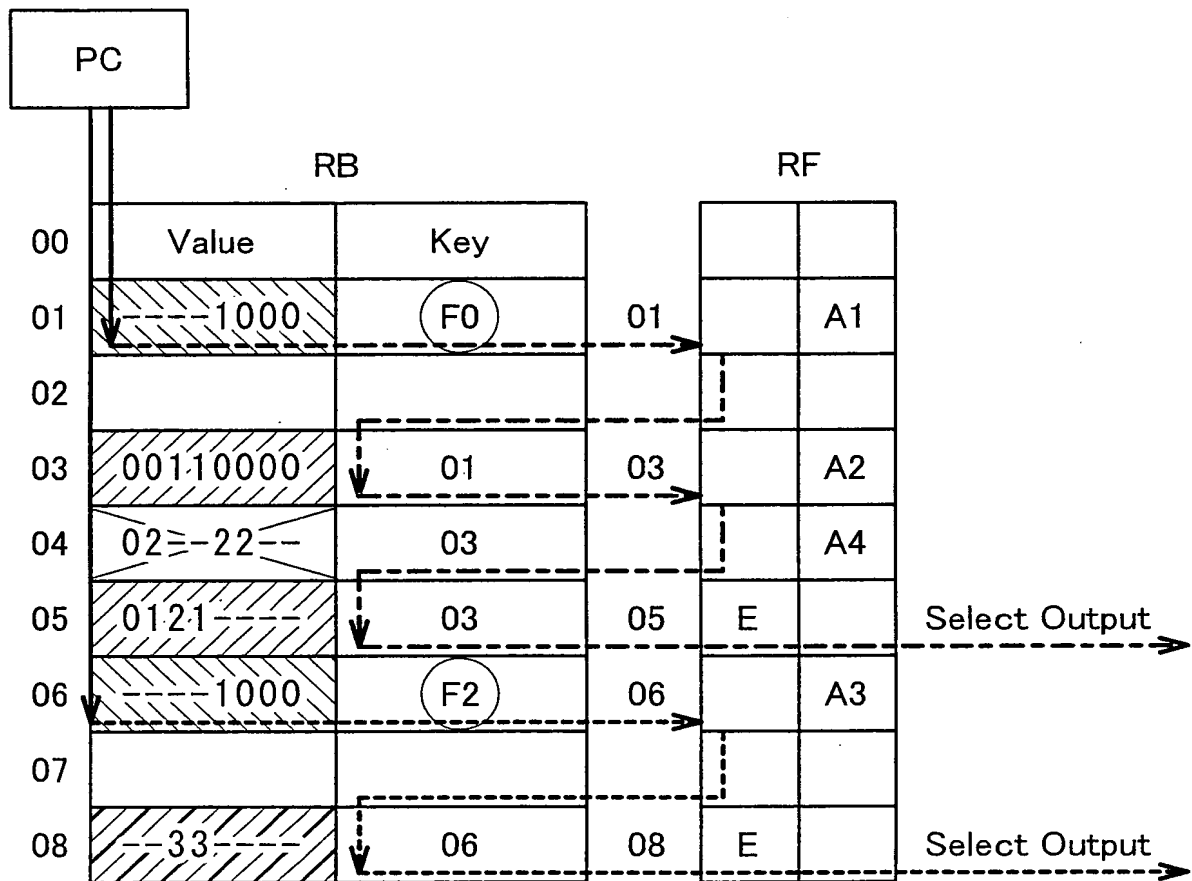 PC
RB RF
00 Value Key
01 ----1000 F0 01 A1
02
03 00110000 01 03 A2
04 02--22-- 03 A4
05 0121---- 03 05 E Select Output
06 ----1000 F2 06 A3
07
08 --33---- 06 08 E Select Output